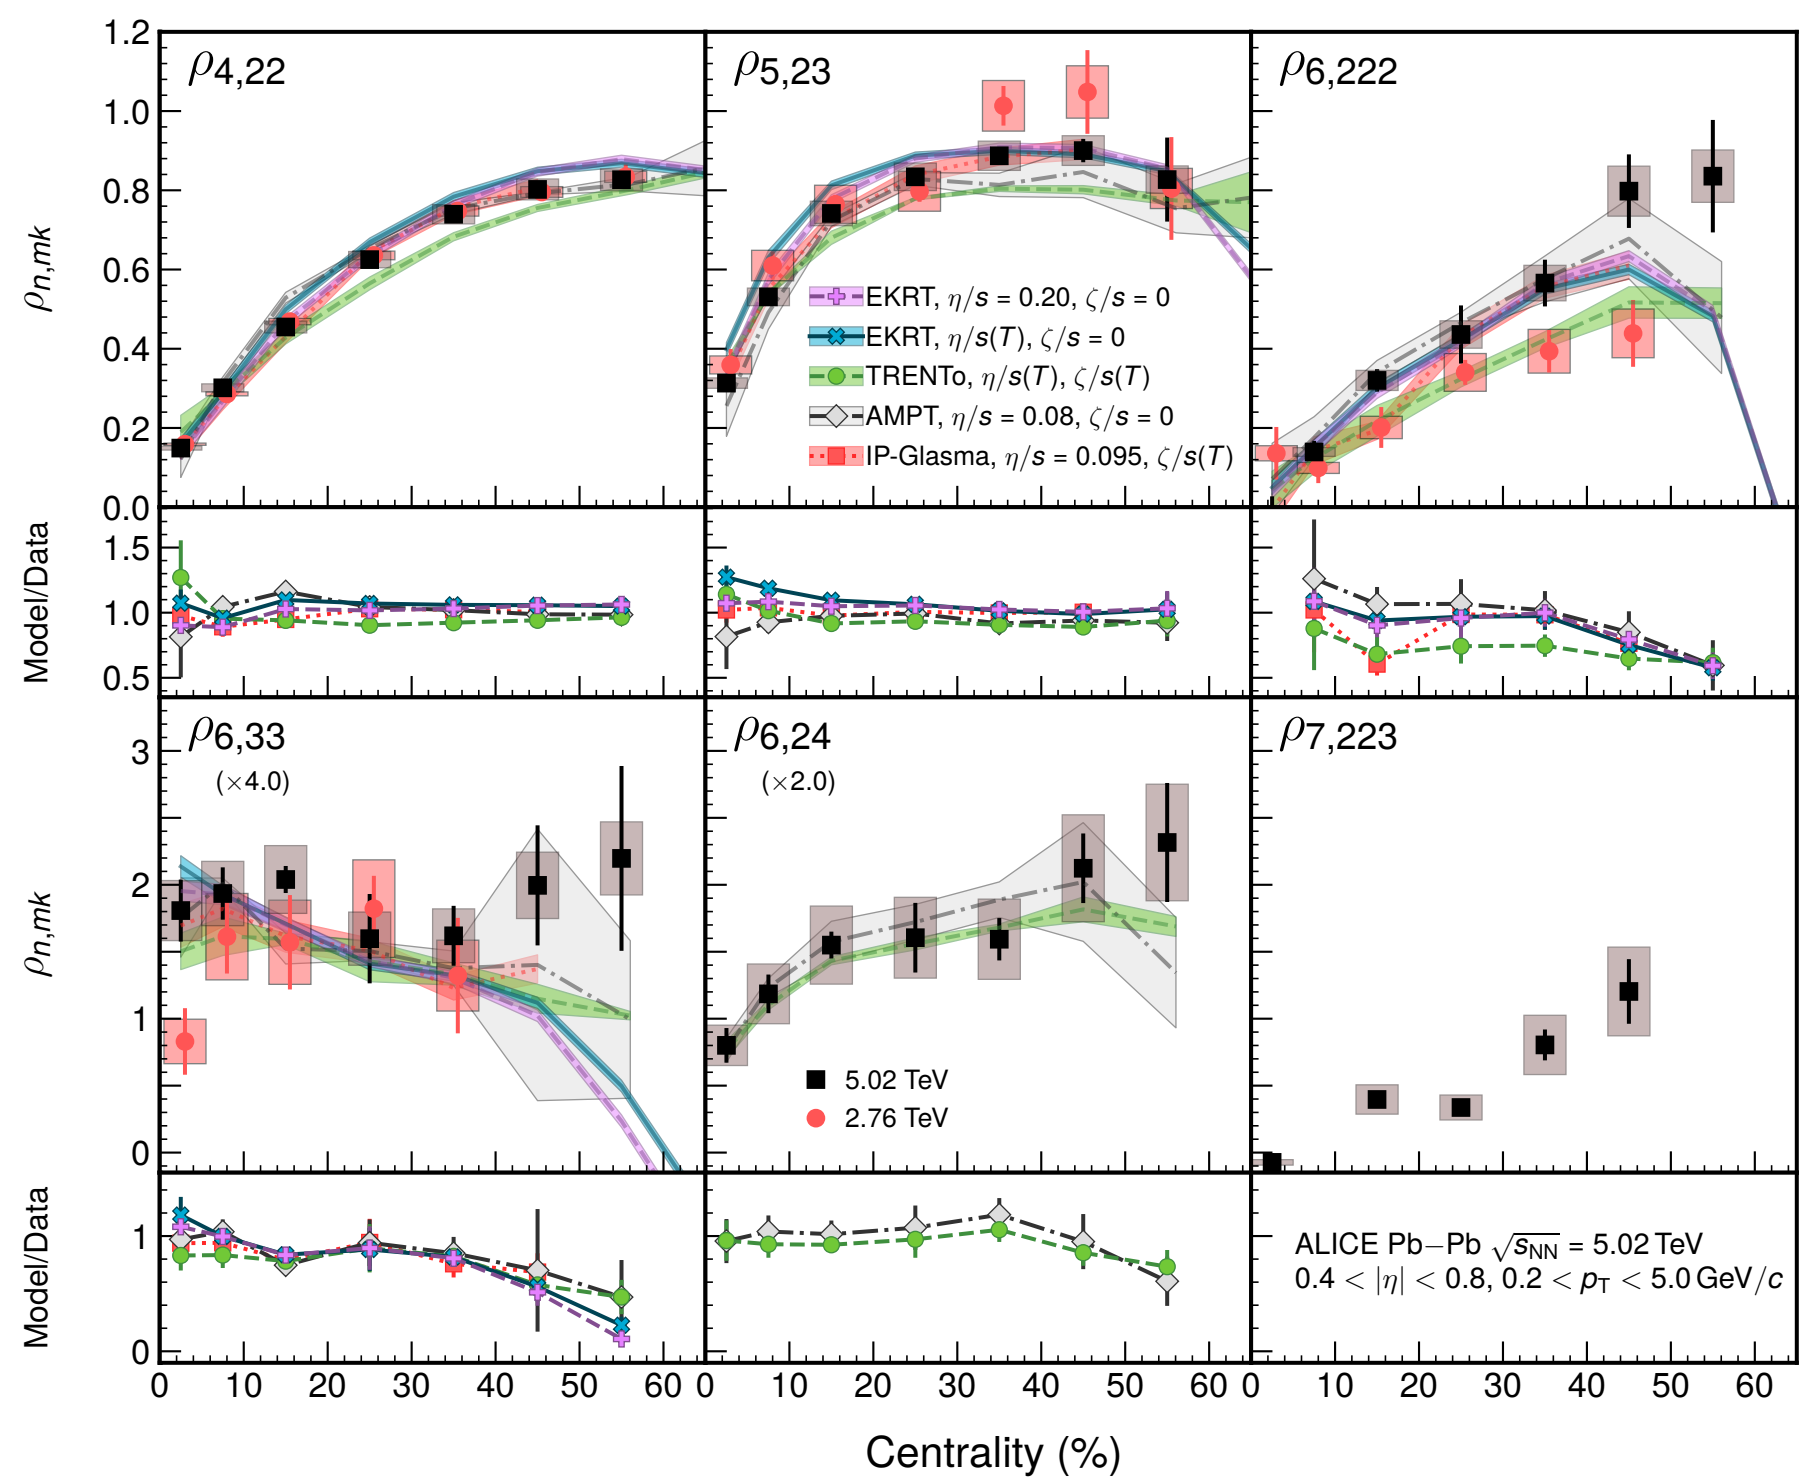 ρ4,22
ρ5,23
ρ6,222
1.2
1.0
0.8
0.6
0.4
0.2
0.0
ρn,mk
EKRT, η/s = 0.20, ζ/s = 0
EKRT, η/s(T), ζ/s = 0
TRENTo, η/s(T), ζ/s(T)
AMPT, η/s = 0.08, ζ/s = 0
IP-Glasma, η/s = 0.095, ζ/s(T)
Model/Data
1.5
1.0
0.5
ρ6,33
(×4.0)
ρ6,24
(×2.0)
ρ7,223
3
2
1
0
ρn,mk
5.02 TeV
2.76 TeV
Model/Data
1
0
ALICE Pb−Pb √sNN = 5.02 TeV
0.4 < |η| < 0.8, 0.2 < pT < 5.0 GeV/c
0 10 20 30 40 50 60 0 10 20 30 40 50 60 0 10 20 30 40 50 60
Centrality (%)